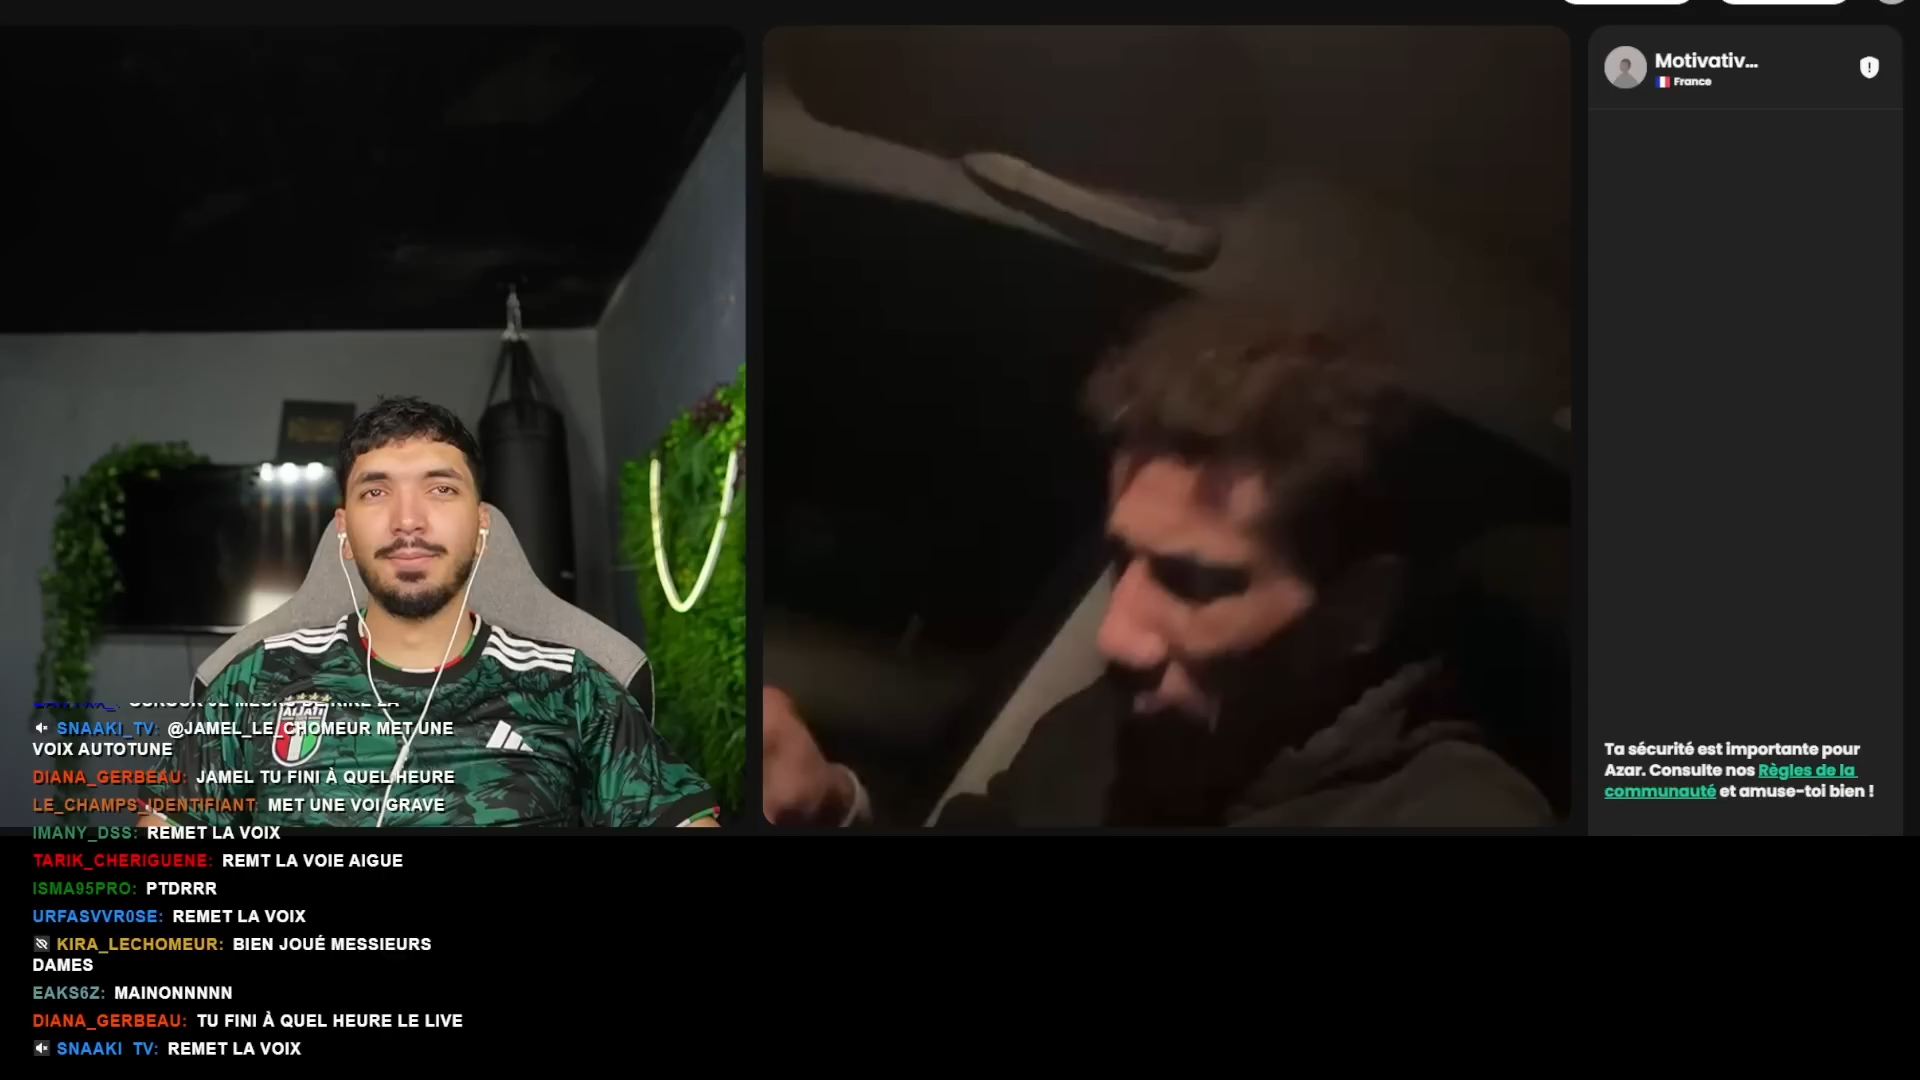 Motivativ...
France
SNAAKI_TV: @JAMEL_LE_CHOMEUR MET UNE
VOIX AUTOTUNE
DIANA_GERBEAU: JAMEL TU FINI À QUEL HEURE
LE_CHAMPS_IDENTIFIANT: MET UNE VOI GRAVE
IMANY_DSS: REMET LA VOIX
TARIK_CHERIGUENE: REMT LA VOIE AIGUE
ISMA95PRO: PTDRRR
URFASVVR0SE: REMET LA VOIX
KIRA_LECHOMEUR: BIEN JOUÉ MESSIEURS
DAMES
EAKS6Z: MAINONNNNN
DIANA_GERBEAU: TU FINI À QUEL HEURE LE LIVE
SNAAKI_TV: REMET LA VOIX
Ta sécurité est importante pour
Azar. Consulte nos Règles de la
communauté et amuse-toi bien !